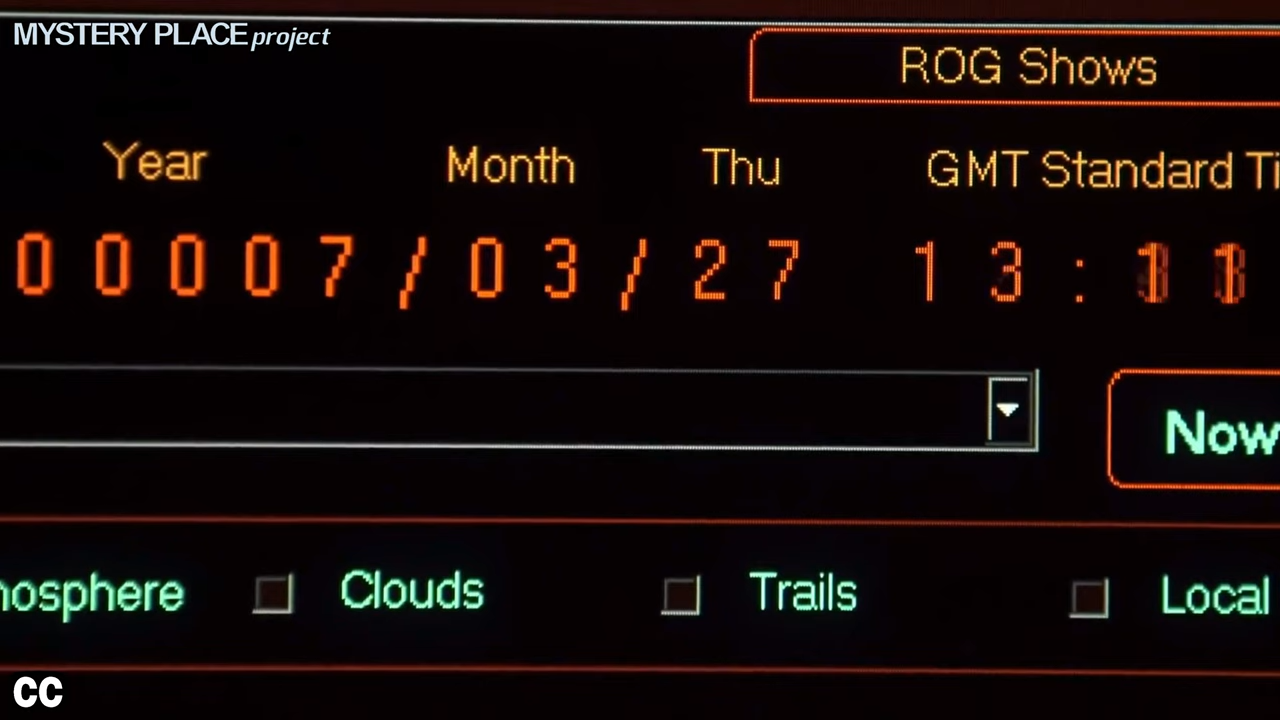 MYSTERY PLACE project
ROG Shows
Year Month Thu GMT Standard Ti
00007/03/27 13:11
Now
nosphere Clouds Trails Local
CC